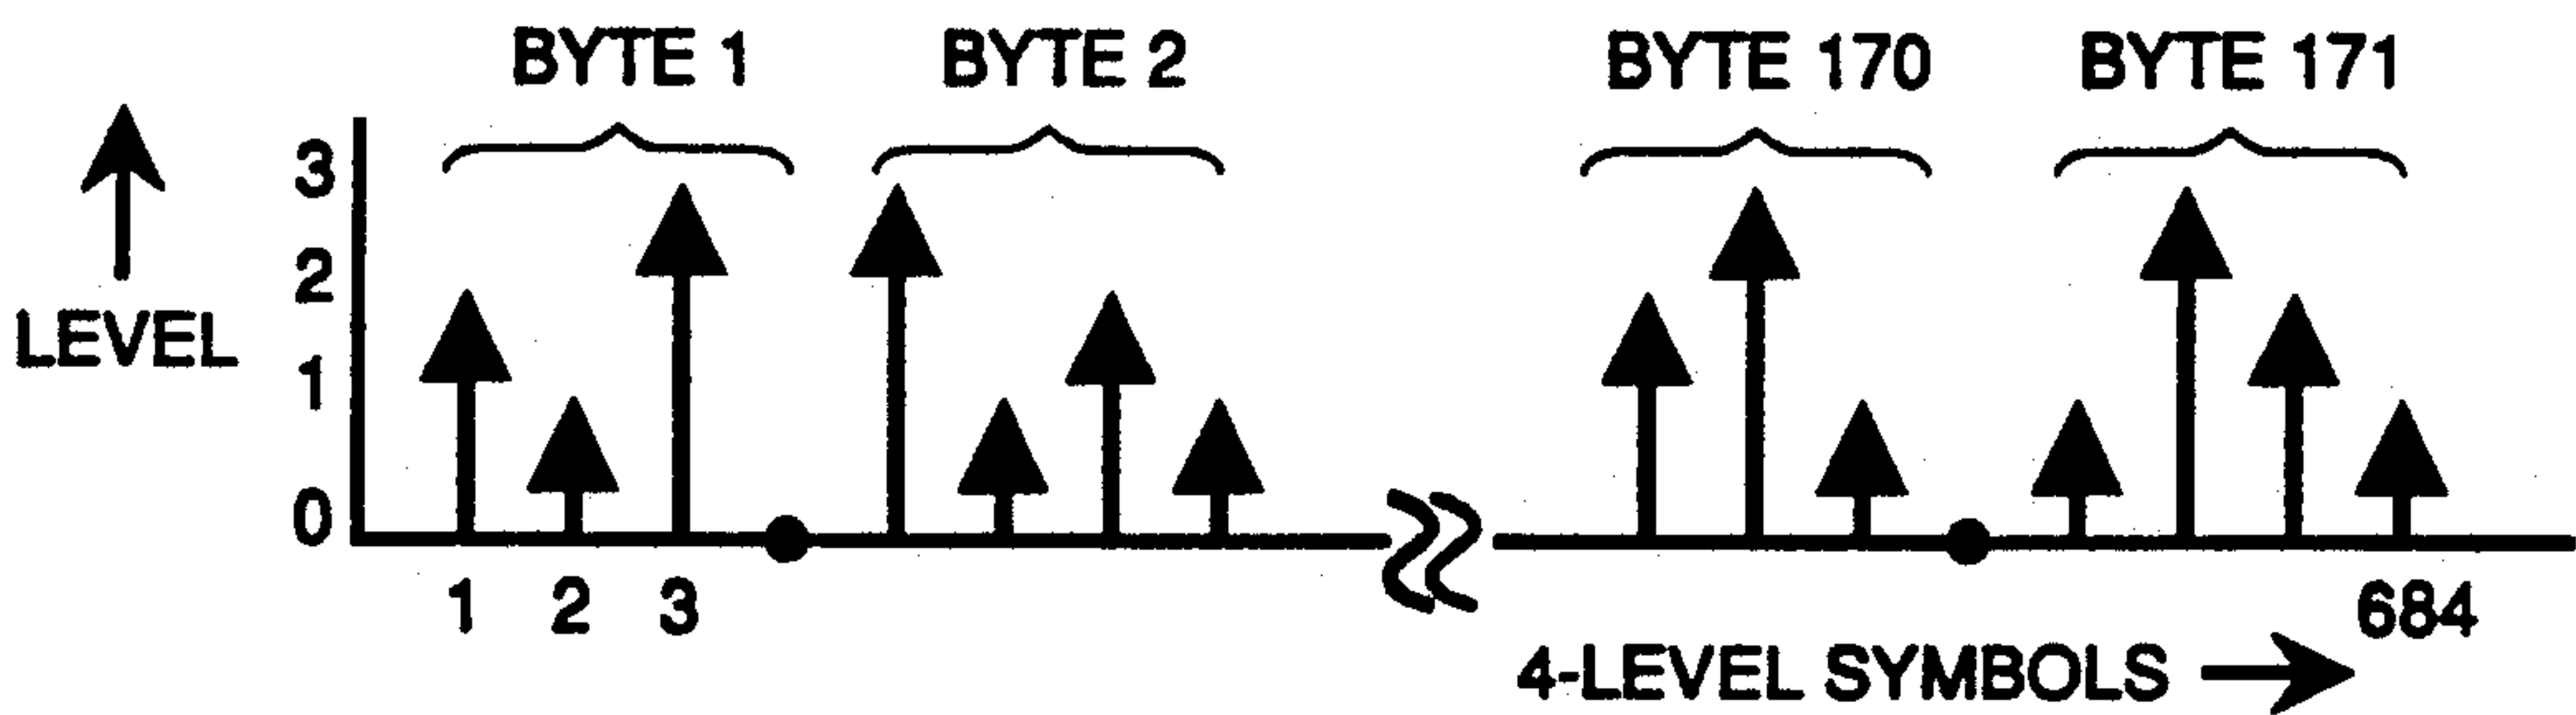 BYTE 1 BYTE 2 BYTE 170 BYTE 171
3
2
LEVEL
1
0
1 2 3 684
4-LEVEL SYMBOLS